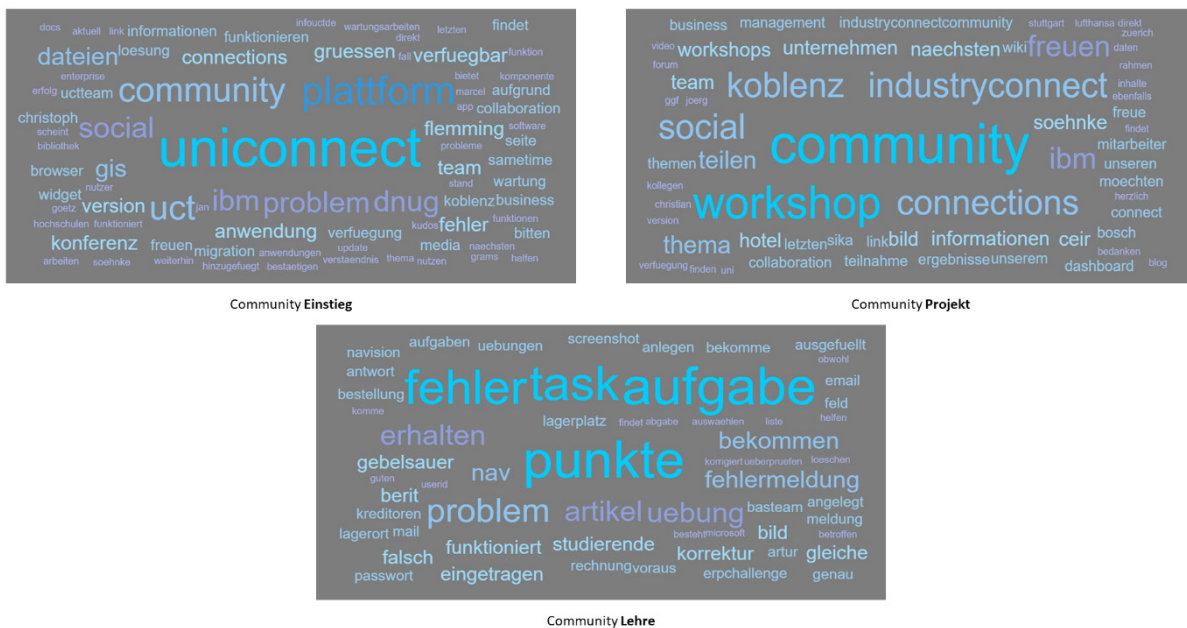 docs aktuell link informationen infouctde wartungsarbeiten letzten findet
direkt
dateien loesung funktionieren gruessen fall verfuegbar funktion
connections
enterprise bietet komponente
erfolg uctteam community plattform marcel aufgrund
app collaboration
christoph social flemming software
scheint uniconnect probleme seite
bibliothek
browser gis team sametime
widget nutzer stand wartung
goetz version uct jan ibm problem dnug koblenz business
hochschulen funktioniert kudos funktionen
anwendung verfuegung fehler bitten
konferenz freuen migration anwendungen update media naechsten
arbeiten soehnke weiterhin hinzugefuegt bestaetigen verstaendnis thema nutzen grams helfen
Community Einstieg
business management industryconnectcommunity stuttgart lufthansa direkt
zuerich
video workshops unternehmen naechsten wiki freuen daten
forum rahmen
team koblenz industryconnect inhalte
ggf joerg ebenfalls
social community soehnke freue
findet
mitarbeiter
themen teilen ibm unseren
kollegen moechten
christian workshop connections herzlich
version connect
thema hotel letzten sika link bild informationen ceir bosch
bedanken
verfuegung finden uni collaboration teilnahme ergebnisse unserem dashboard blog
Community Projekt
navision aufgaben uebungen screenshot anlegen bekomme ausgefuellt
obwohl
antwort fehler task aufgabe email
bestellung feld
komme lagerplatz findet abgabe auswaehlen liste helfen
erhalten punkte bekommen
gebelsauer nav korrigiert ueberpruefen loeschen
guten userid fehlermeldung
berit
kreditoren problem artikel uebung basteam angelegt
meldung
lagerort mail besteht microsoft bild betroffen
falsch funktioniert studierende korrektur artur gleiche
passwort eingetragen rechnung voraus erpchallenge genau
Community Lehre